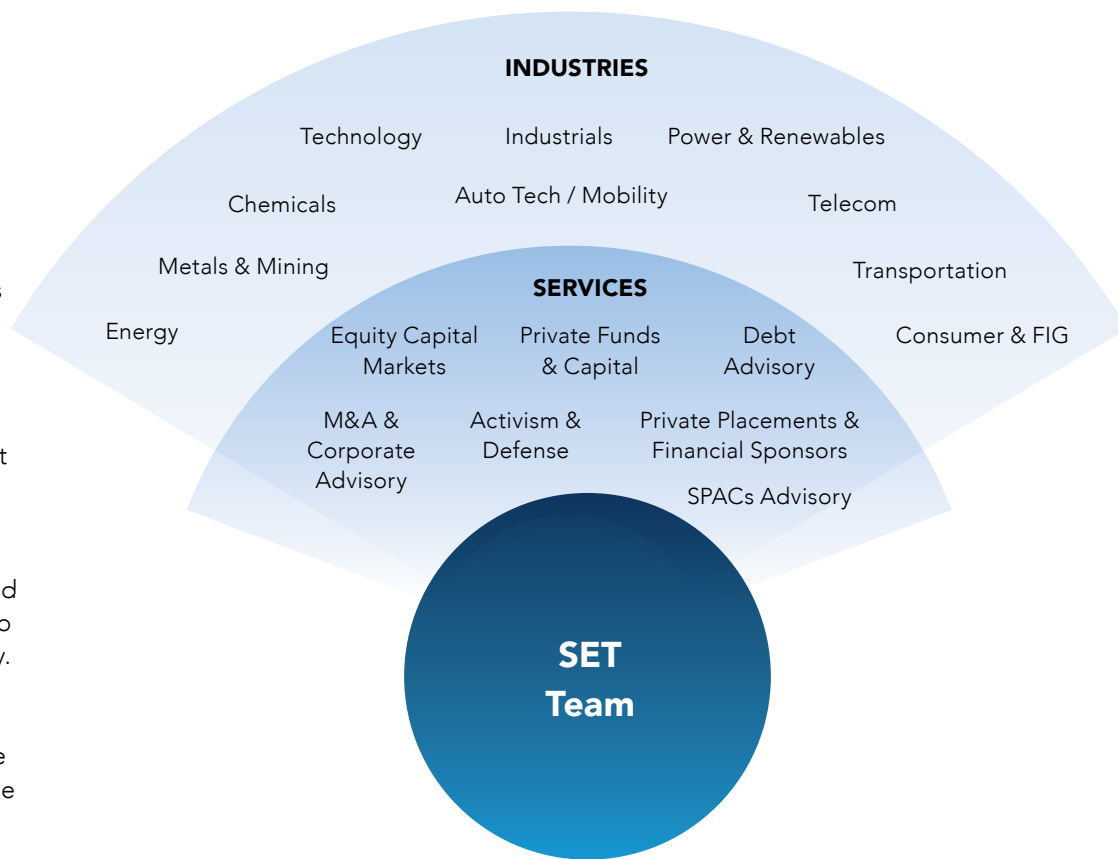 INDUSTRIES
Technology
Industrials
Power & Renewables
Chemicals
Auto Tech / Mobility
Telecom
Metals & Mining
Transportation
Energy
Consumer & FIG
SERVICES
Equity Capital
Markets
Private Funds
& Capital
Debt
Advisory
M&A &
Corporate
Advisory
Activism &
Defense
Private Placements &
Financial Sponsors
SPACs Advisory
SET
Team